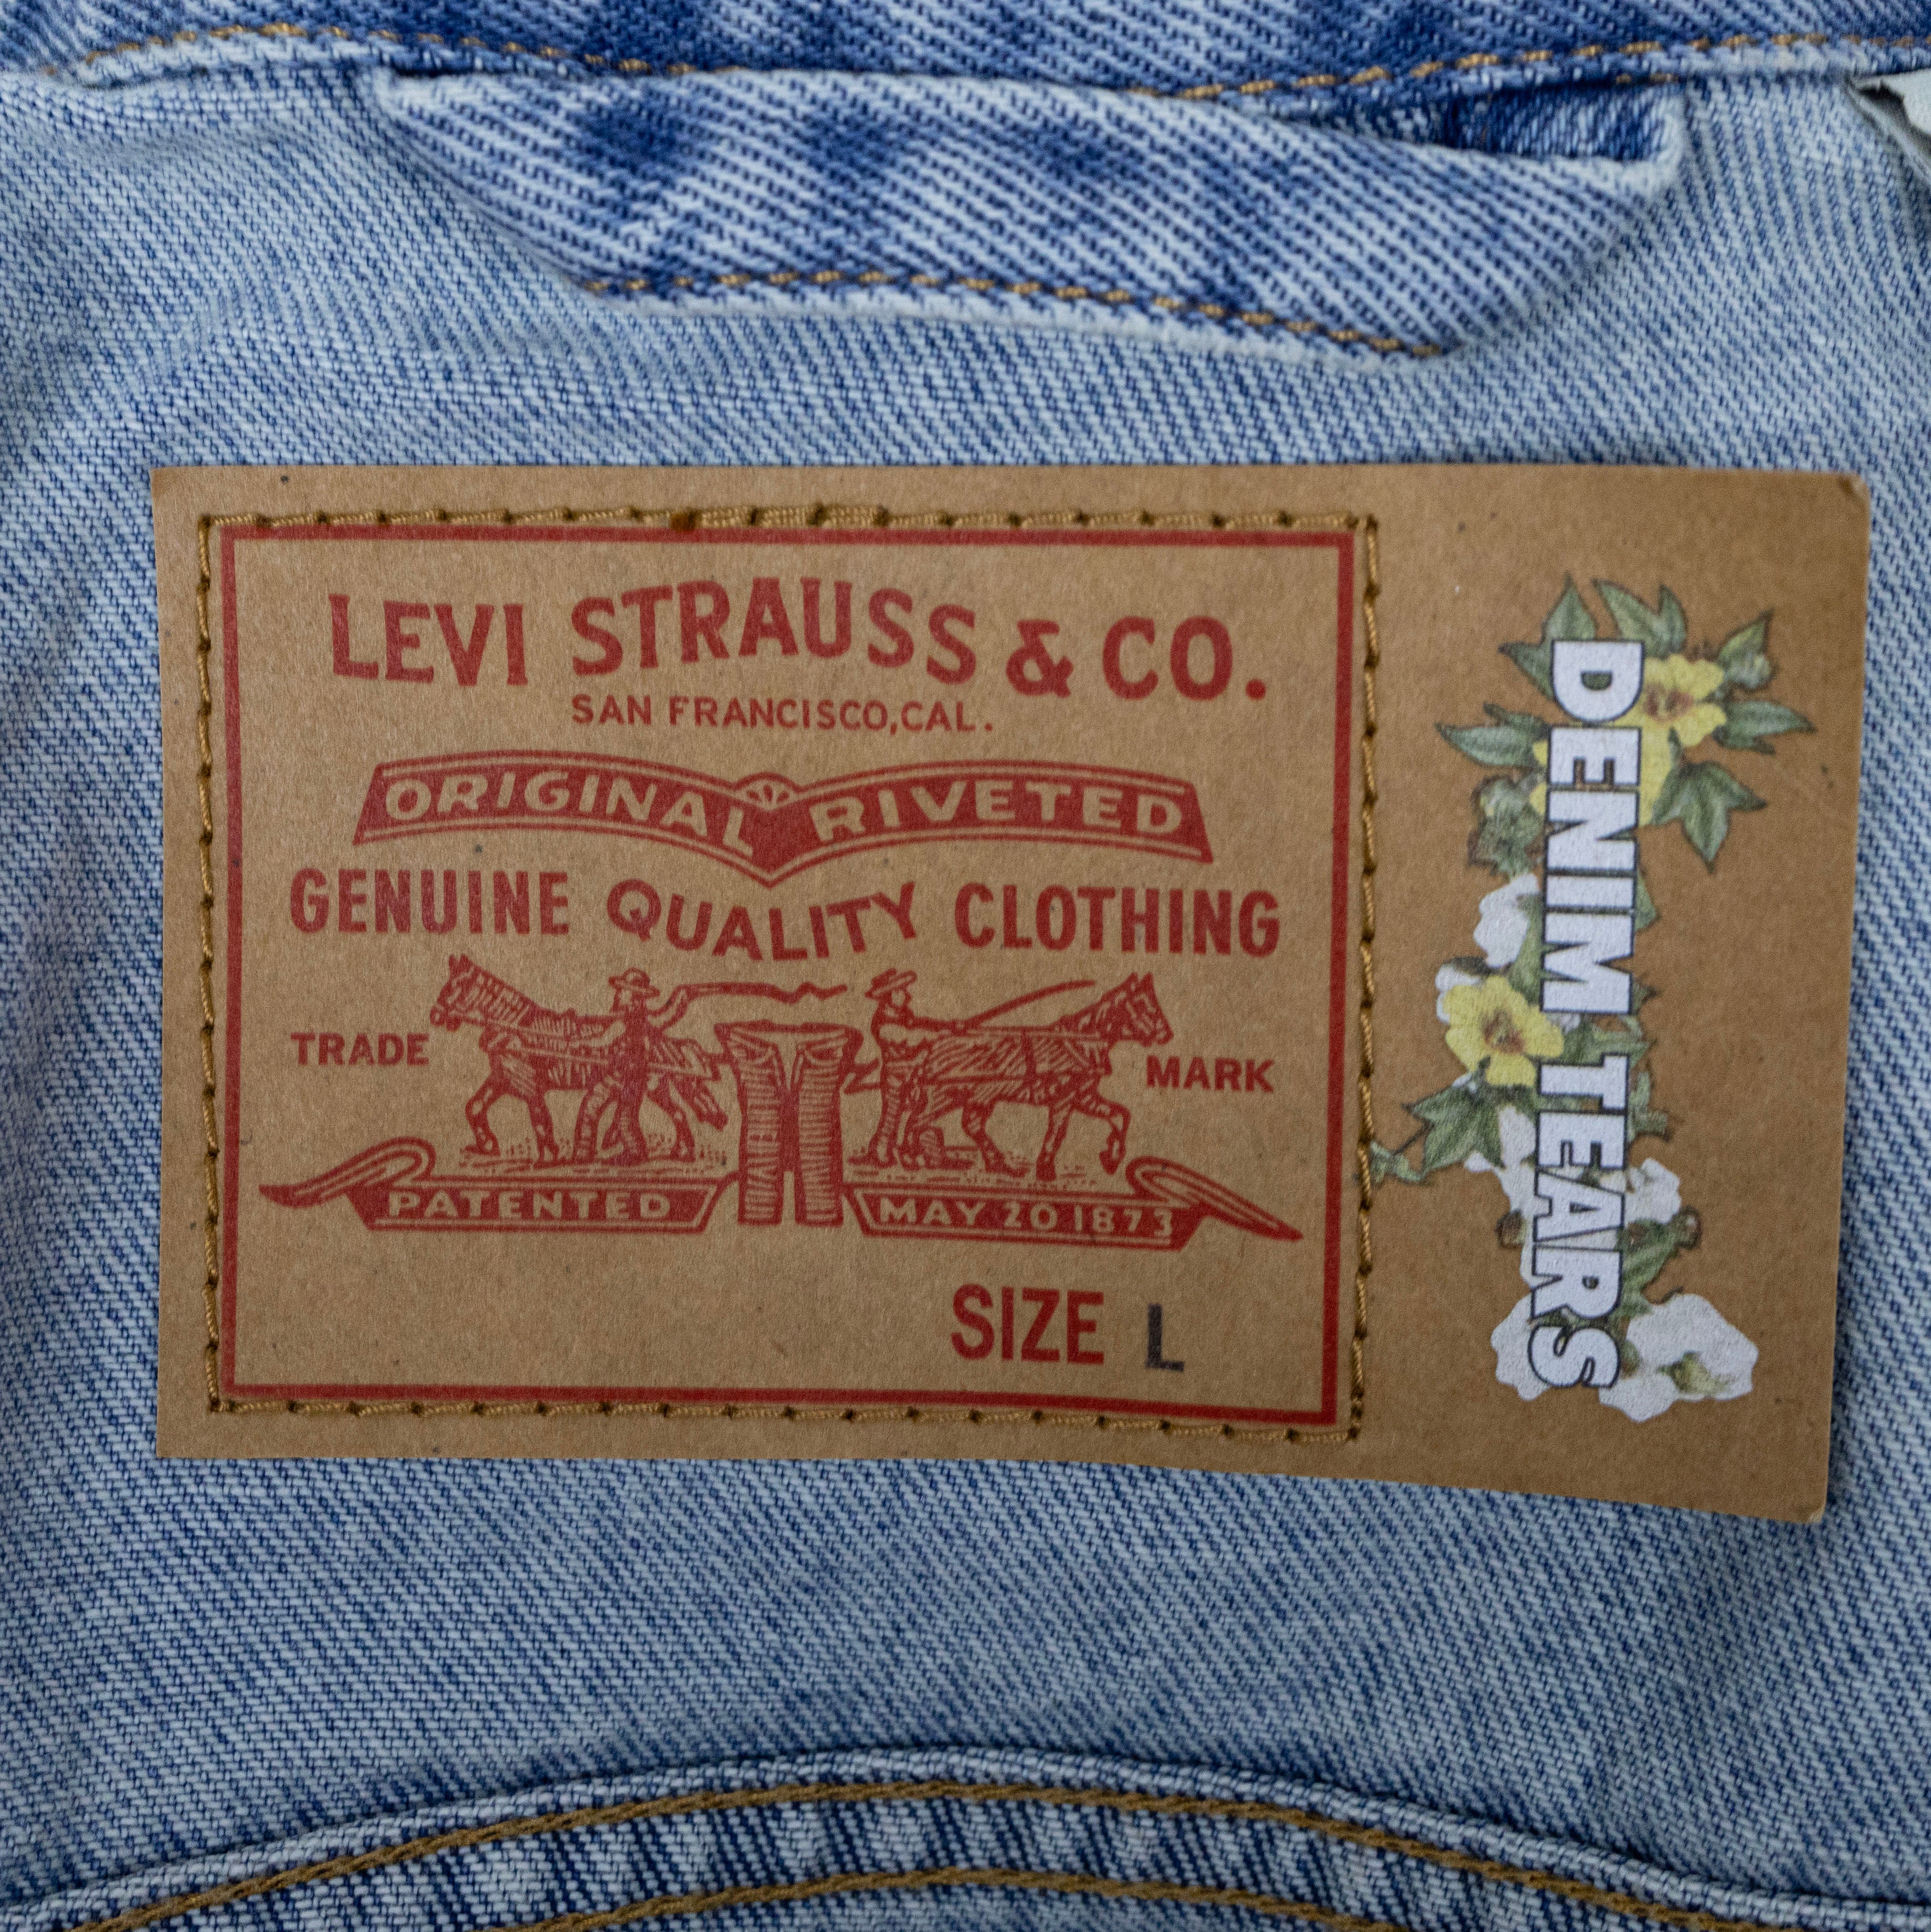 LEVI STRAUSS & CO.
SAN FRANCISCO,CAL.
ORIGINAL RIVETED
GENUINE QUALITY CLOTHING
TRADE MARK
PATENTED MAY 20 1873
SIZE L
DENIM TEARS